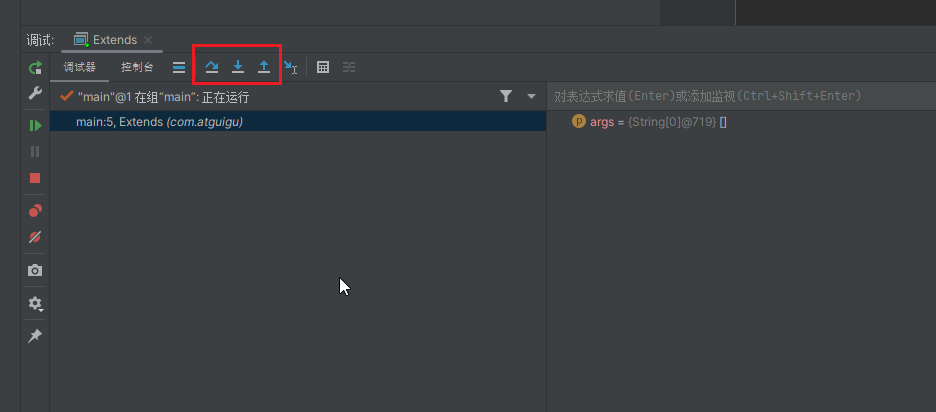 调试: Extends
调试器 控制台
"main"@1 在组"main": 正在运行
main:5, Extends (com.atguigu)
对表达式求值(Enter)或添加监视(Ctrl+Shift+Enter)
p args = {String[0]@719} []